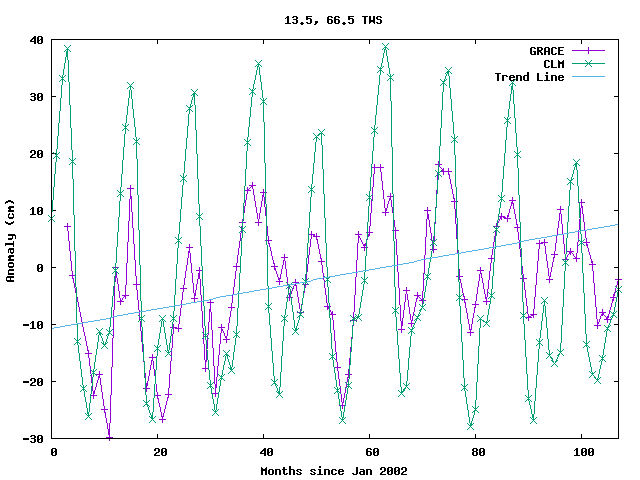 13.5, 66.5 TWS
GRACE
CLM
Trend Line
40
30
20
10
0
-10
-20
-30
Anomaly (cm)
0 20 40 60 80 100
Months since Jan 2002